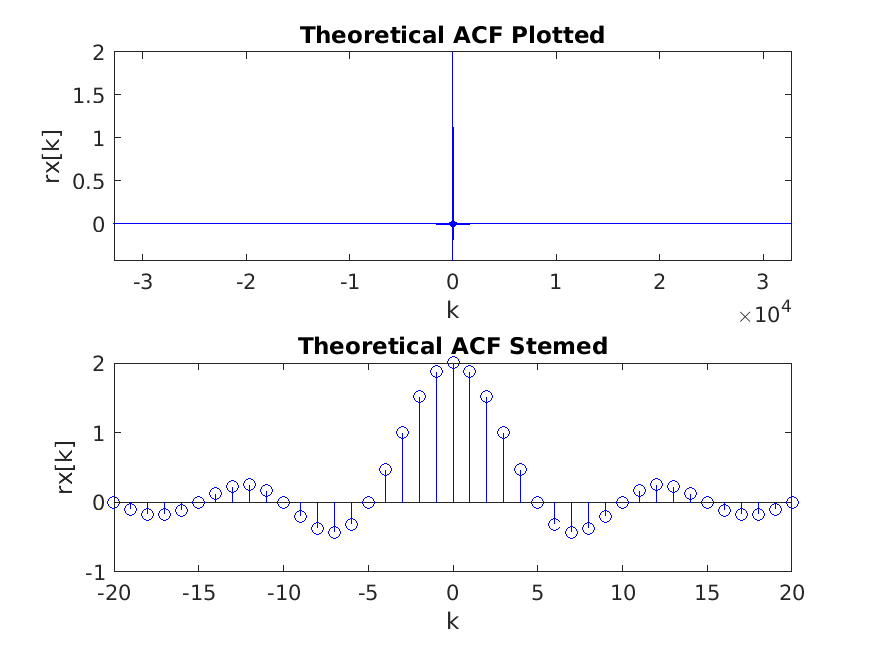 Theoretical ACF Plotted
2
1.5
1
0.5
0
rx[k]
-3 -2 -1 0 1 2 3
k
×10^4
Theoretical ACF Stemed
2
1
0
-1
rx[k]
-20 -15 -10 -5 0 5 10 15 20
k